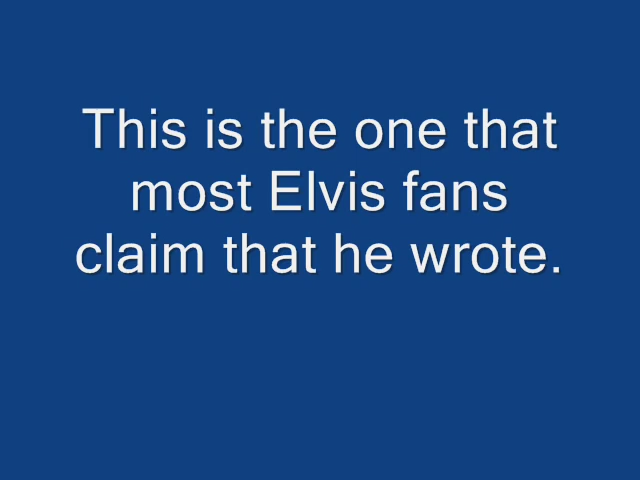 This is the one that
most Elvis fans
claim that he wrote.